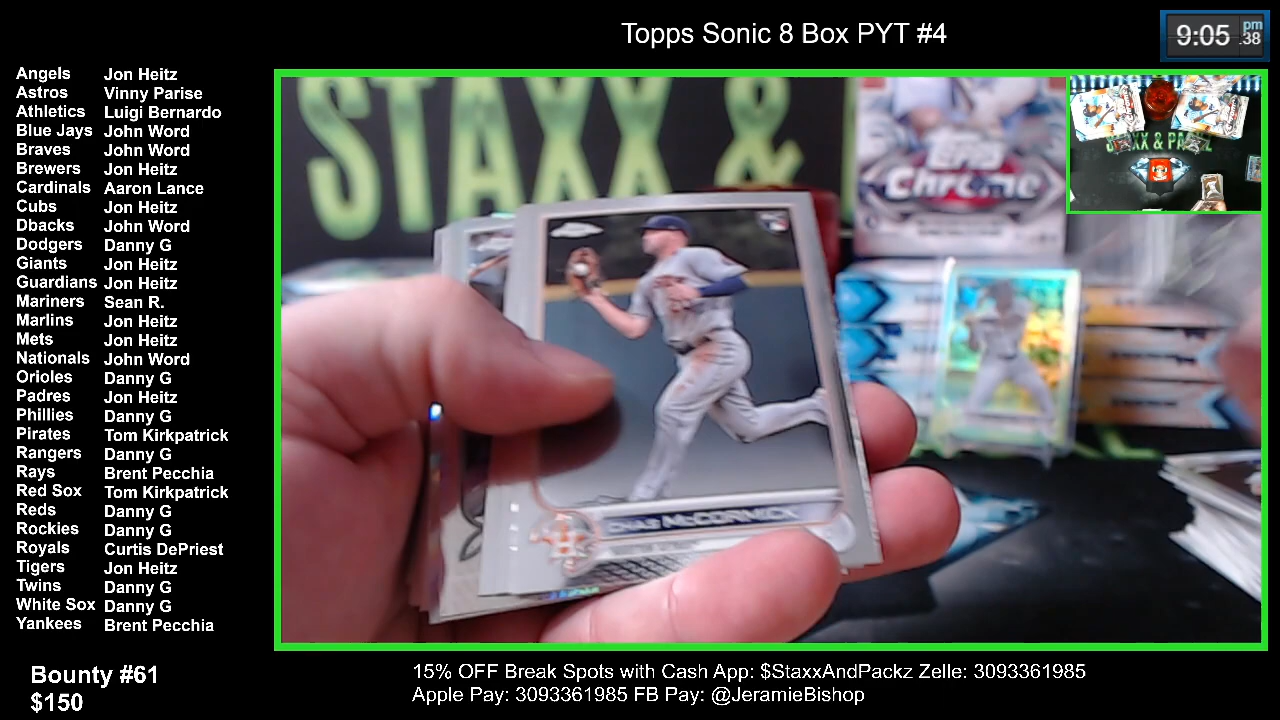 Topps Sonic 8 Box PYT #4
9:05 pm .38
Angels Jon Heitz
Astros Vinny Parise
Athletics Luigi Bernardo
Blue Jays John Word
Braves John Word
Brewers Jon Heitz
Cardinals Aaron Lance
Cubs Jon Heitz
Dbacks John Word
Dodgers Danny G
Giants Jon Heitz
Guardians Jon Heitz
Mariners Sean R.
Marlins Jon Heitz
Mets Jon Heitz
Nationals John Word
Orioles Danny G
Padres Jon Heitz
Phillies Danny G
Pirates Tom Kirkpatrick
Rangers Danny G
Rays Brent Pecchia
Red Sox Tom Kirkpatrick
Reds Danny G
Rockies Danny G
Royals Curtis DePriest
Tigers Jon Heitz
Twins Danny G
White Sox Danny G
Yankees Brent Pecchia
Bounty #61
$150
STAXX &
Topps
Chrome
CHAS McCORMICK
15% OFF Break Spots with Cash App: $StaxxAndPackz Zelle: 3093361985
Apple Pay: 3093361985 FB Pay: @JeramieBishop